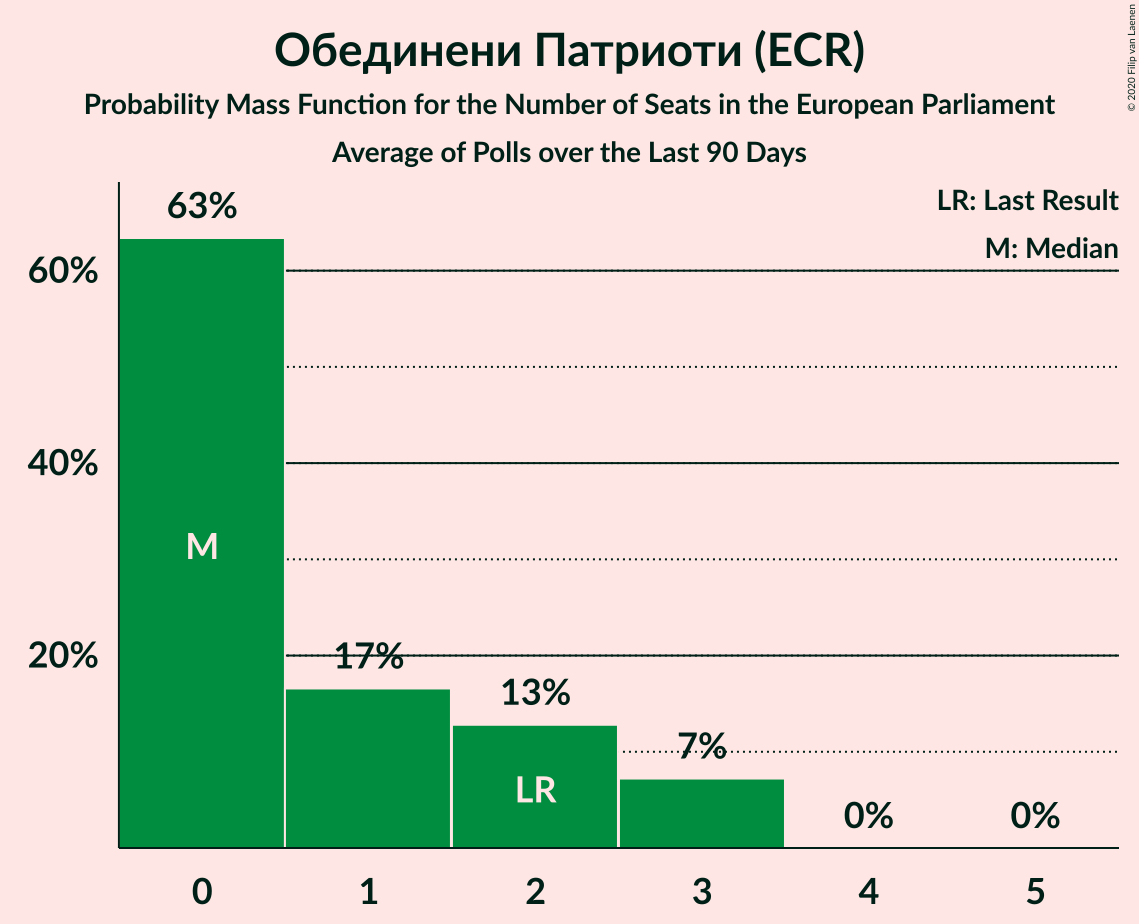 Обединени Патриоти (ECR)
Probability Mass Function for the Number of Seats in the European Parliament
Average of Polls over the Last 90 Days
© 2020 Filip van Laenen
LR: Last Result
M: Median
63%
60%
40%
20%
M
17%
13%
LR
7%
0%
0%
0
1
2
3
4
5